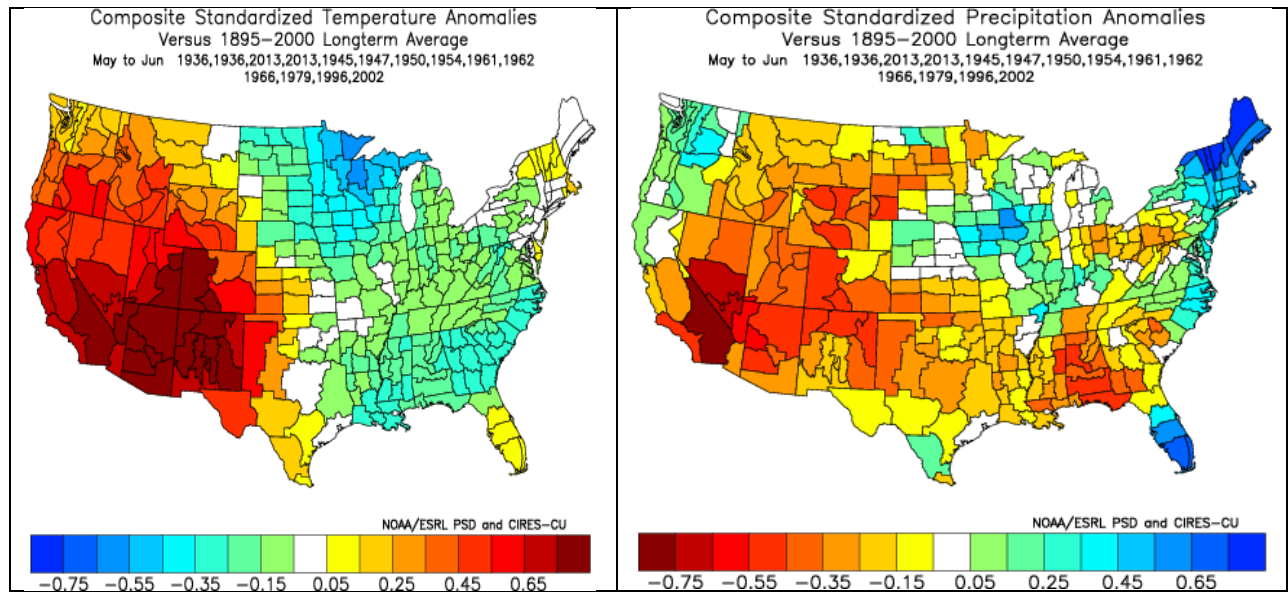 Composite Standardized Temperature Anomalies
Versus 1895-2000 Longterm Average
May to Jun 1936,1936,2013,2013,1945,1947,1950,1954,1961,1962
1966,1979,1996,2002
NOAA/ESRL PSD and CIRES-CU
-0.75 -0.55 -0.35 -0.15 0.05 0.25 0.45 0.65
Composite Standardized Precipitation Anomalies
Versus 1895-2000 Longterm Average
May to Jun 1936,1936,2013,2013,1945,1947,1950,1954,1961,1962
1966,1979,1996,2002
NOAA/ESRL PSD and CIRES-CU
-0.75 -0.55 -0.35 -0.15 0.05 0.25 0.45 0.65